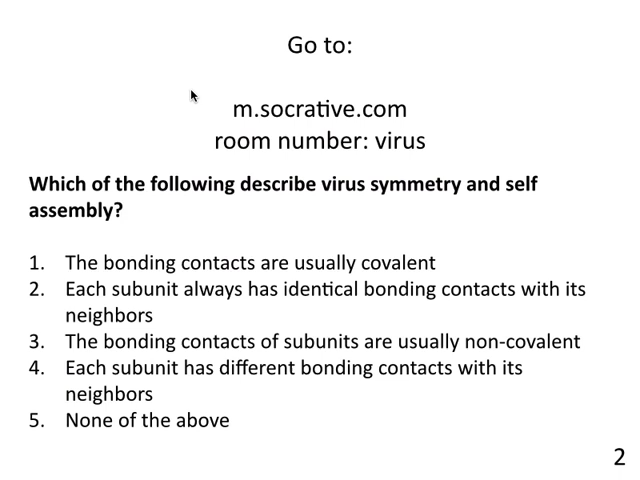 Go to:
m.socrative.com
room number: virus
Which of the following describe virus symmetry and self
assembly?
1. The bonding contacts are usually covalent
2. Each subunit always has identical bonding contacts with its
neighbors
3. The bonding contacts of subunits are usually non-covalent
4. Each subunit has different bonding contacts with its
neighbors
5. None of the above
2